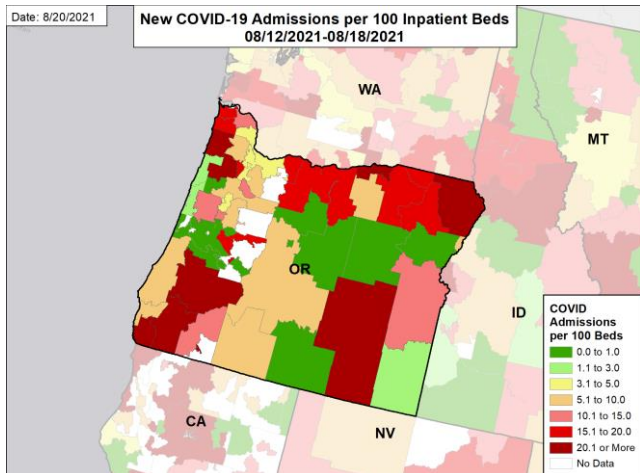 Date: 8/20/2021
New COVID-19 Admissions per 100 Inpatient Beds
08/12/2021-08/18/2021
WA
MT
OR
ID
CA
NV
COVID
Admissions
per 100 Beds
0.0 to 1.0
1.1 to 3.0
3.1 to 5.0
5.1 to 10.0
10.1 to 15.0
15.1 to 20.0
20.1 or More
No Data